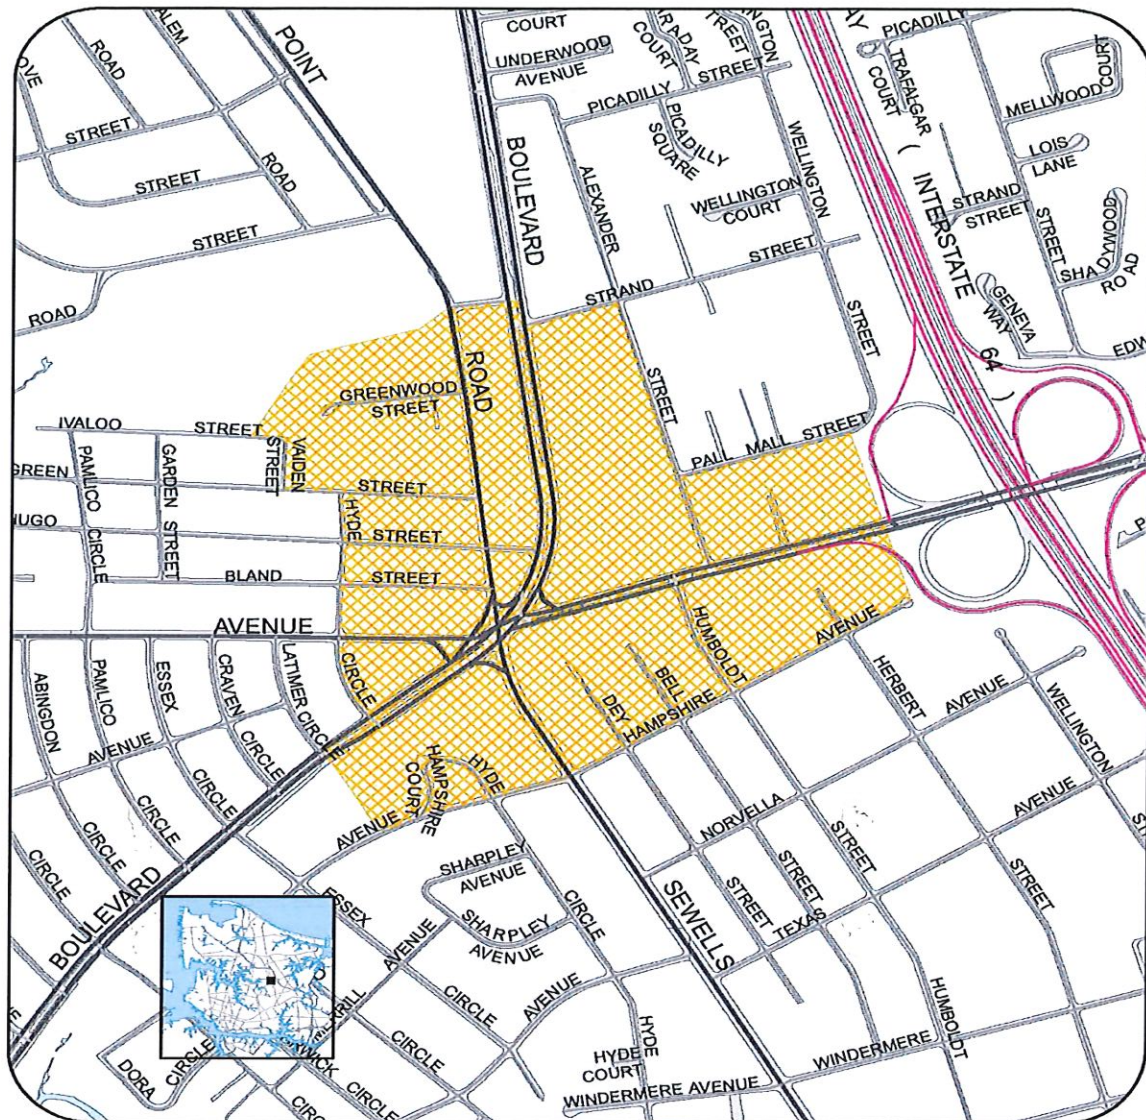 COURT
UNDERWOOD
AVENUE
COURT
STREET
PICADILLY
STREET
PICADILLY
SQUARE
PICADILLY
TRAFALGAR
COURT
MELLWOOD
COURT
LOIS
LANE
STRAND
STREET
STREET
SHADYWOOD
ROAD
GENEVA
WAY
( INTERSTATE 64 )
ROAD
STREET
STREET
ROAD
STREET
ROAD
POINT
ROAD
BOULEVARD
ALEXANDER
STREET
WELLINGTON
STREET
WELLINGTON
COURT
STRAND
STREET
GREENWOOD
STREET
IVALOO
STREET
VAIDEN
STREET
GREEN
STREET
PAMLICO
CIRCLE
GARDEN
STREET
HYDE
STREET
BLAND
STREET
PALL MALL STREET
AVENUE
CIRCLE
LATIMER CIRCLE
CRAVEN
CIRCLE
ESSEX
CIRCLE
PAMLICO
CIRCLE
ABINGDON
CIRCLE
AVENUE
BOULEVARD
HUMBOLDT
BELL
DEY
HAMPSHIRE
AVENUE
HAMPSHIRE
COURT
HYDE
AVENUE
HERBERT
AVENUE
WELLINGTON
AVENUE
NORVELLA
STREET
STREET
STREET
STREET
TEXAS
SEWELLS
SHARPLEY
AVENUE
SHARPLEY
AVENUE
CIRCLE
ESSEX
CIRCLE
AVENUE
AVENUE
HYDE
HYDE
COURT
HUMBOLDT
WINDERMERE
WINDERMERE AVENUE
DORA
CIRCLE
CIRCLE
CIRCLE